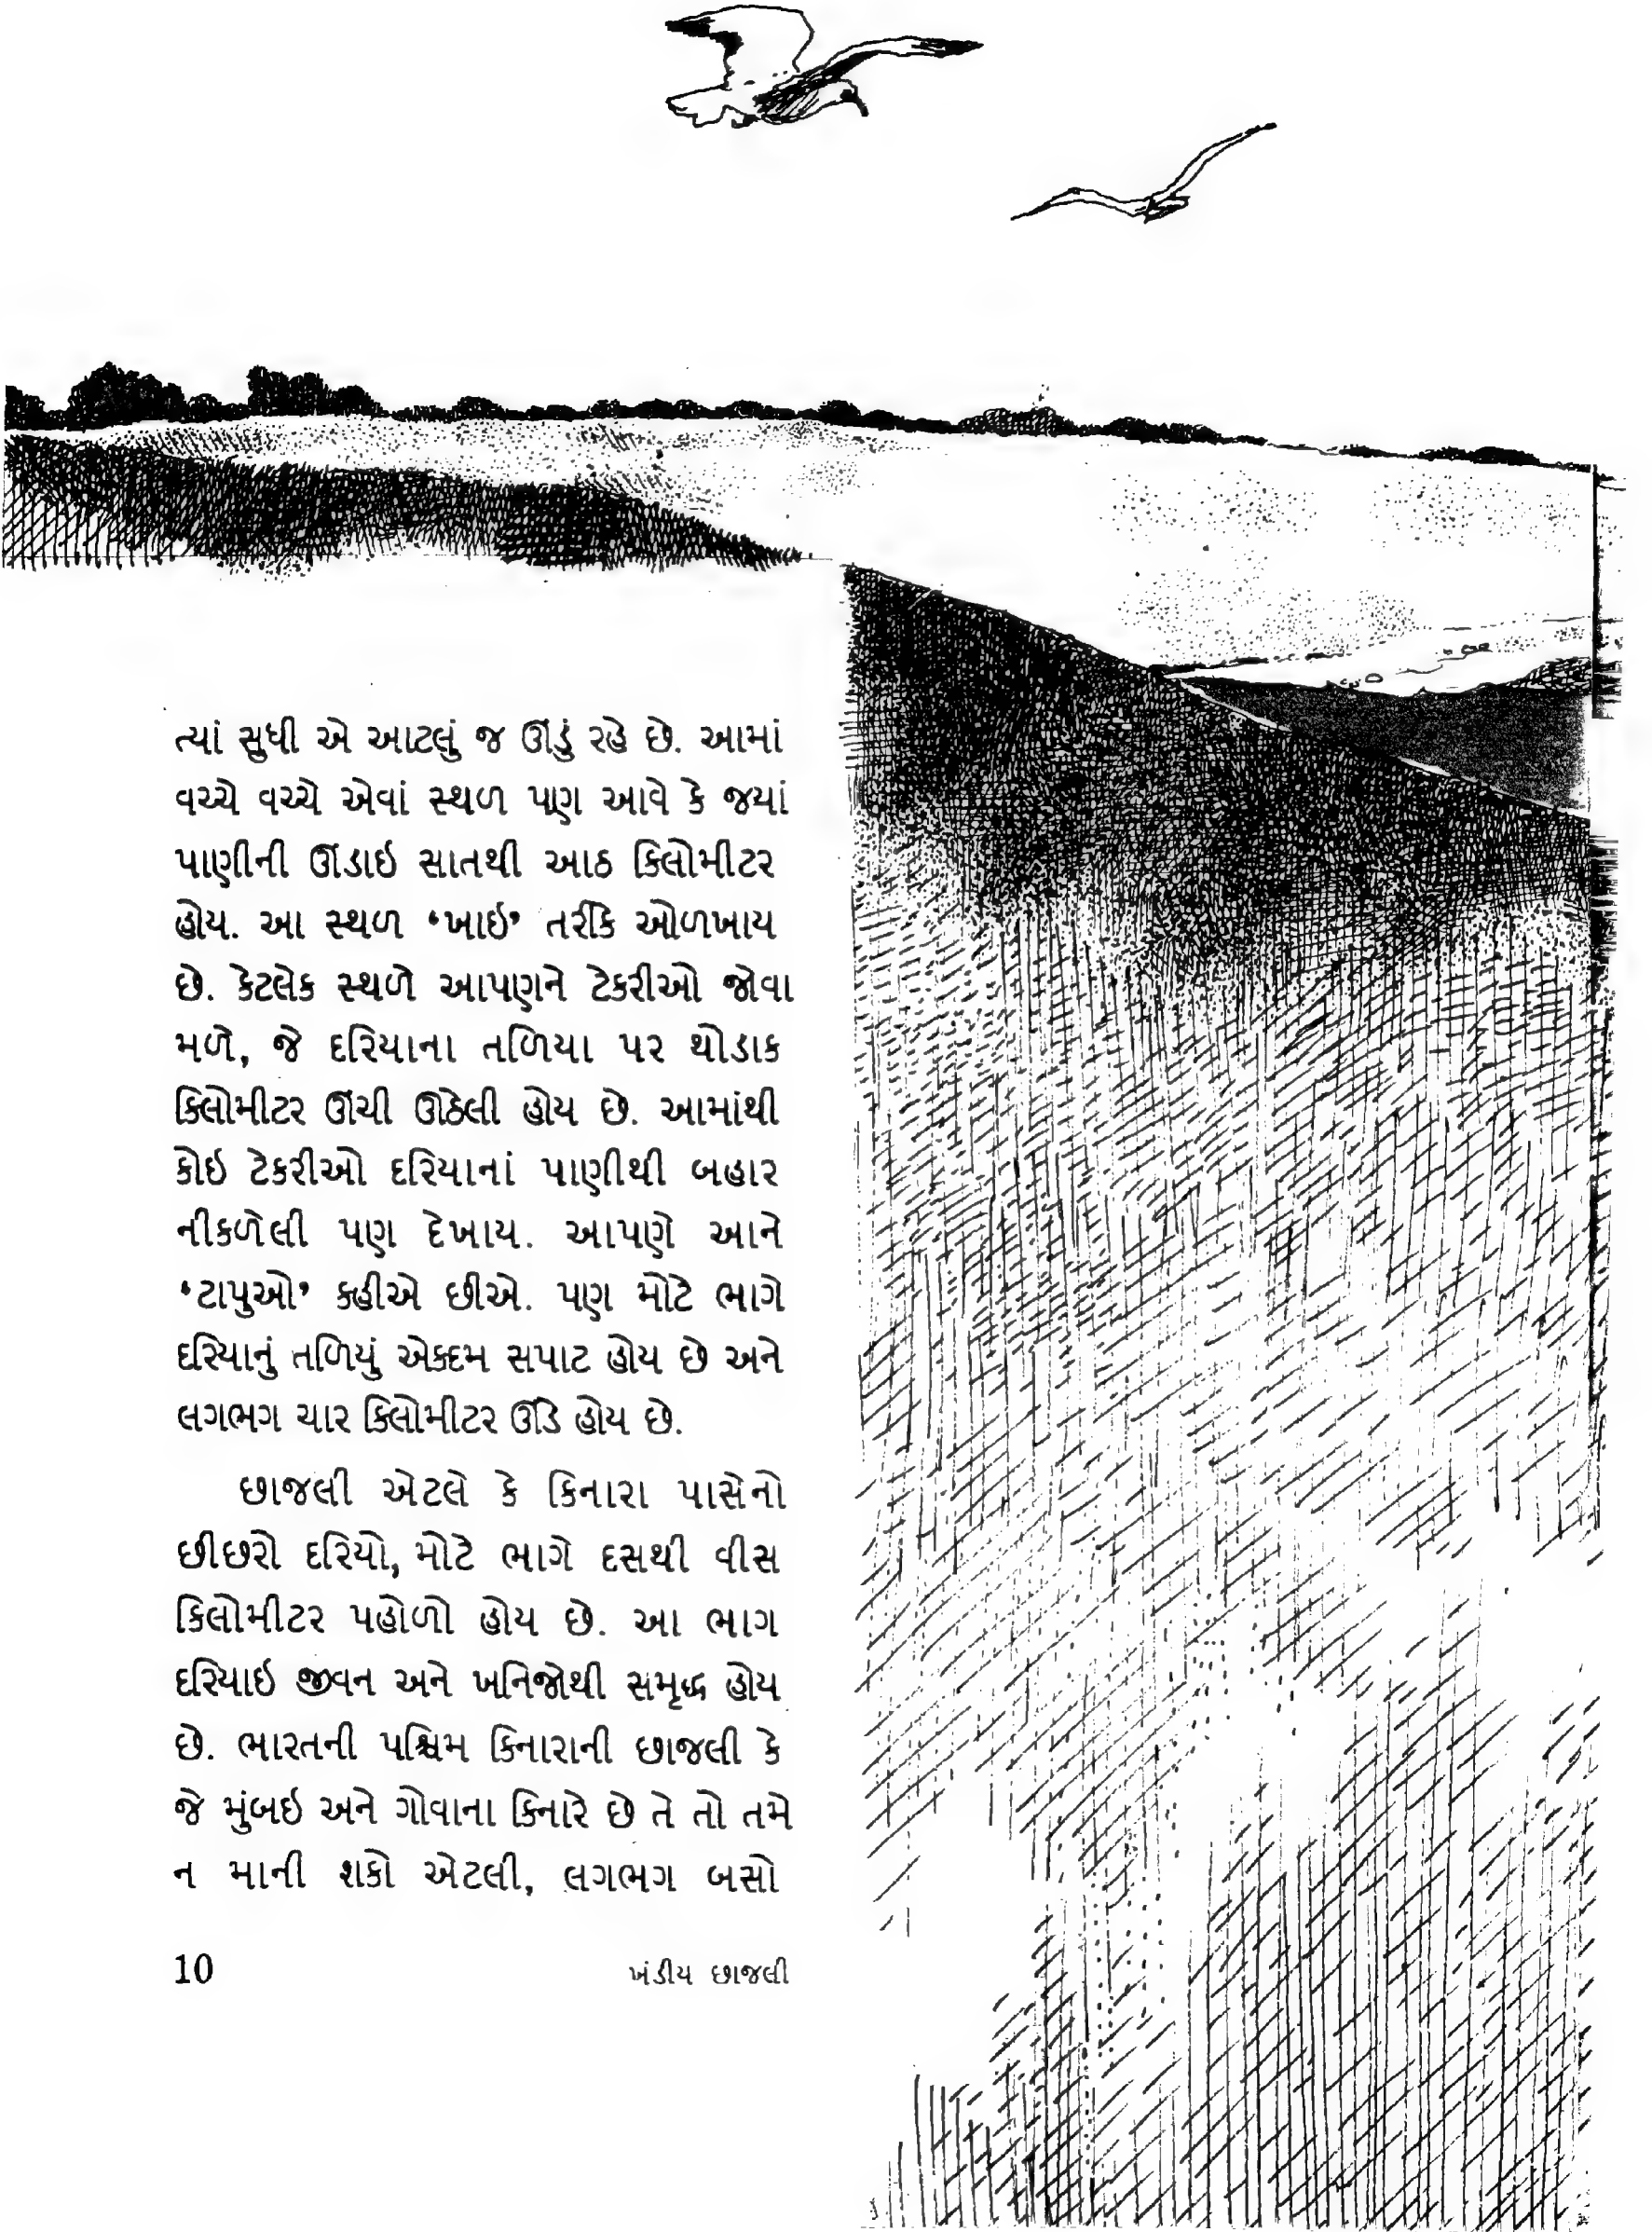 ત્યાં સુધી એ આટલું જ ઊંડું રહે છે. આમાં
વચ્ચે વચ્ચે એવાં સ્થળ પણ આવે કે જયાં
પાણીની ઊંડાઇ સાતથી આઠ કિલોમીટર
હોય. આ સ્થળ ‘ખાઇ’ તરીકે ઓળખાય
છે. કેટલેક સ્થળે આપણને ટેકરીઓ જોવા
મળે, જે દરિયાના તળિયા પર થોડાક
કિલોમીટર ઊંચી ઊઠેલી હોય છે. આમાંથી
કોઇ ટેકરીઓ દરિયાનાં પાણીથી બહાર
નીકળેલી પણ દેખાય. આપણે આને
‘ટાપુઓ’ કહીએ છીએ. પણ મોટે ભાગે
દરિયાનું તળિયું એકદમ સપાટ હોય છે અને
લગભગ ચાર કિલોમીટર ઊંડિ હોય છે.
છાજલી એટલે કે કિનારા પાસેનો
છીછરો દરિયો, મોટે ભાગે દસથી વીસ
કિલોમીટર પહોળો હોય છે. આ ભાગ
દરિયાઇ જીવન અને ખનિજોથી સમૃદ્ધ હોય
છે. ભારતની પશ્ચિમ કિનારાની છાજલી કે
જે મુંબઇ અને ગોવાના કિનારે છે તે તો તમે
ન માની શકો એટલી, લગભગ બસો
10
ખંડીય છાજલી